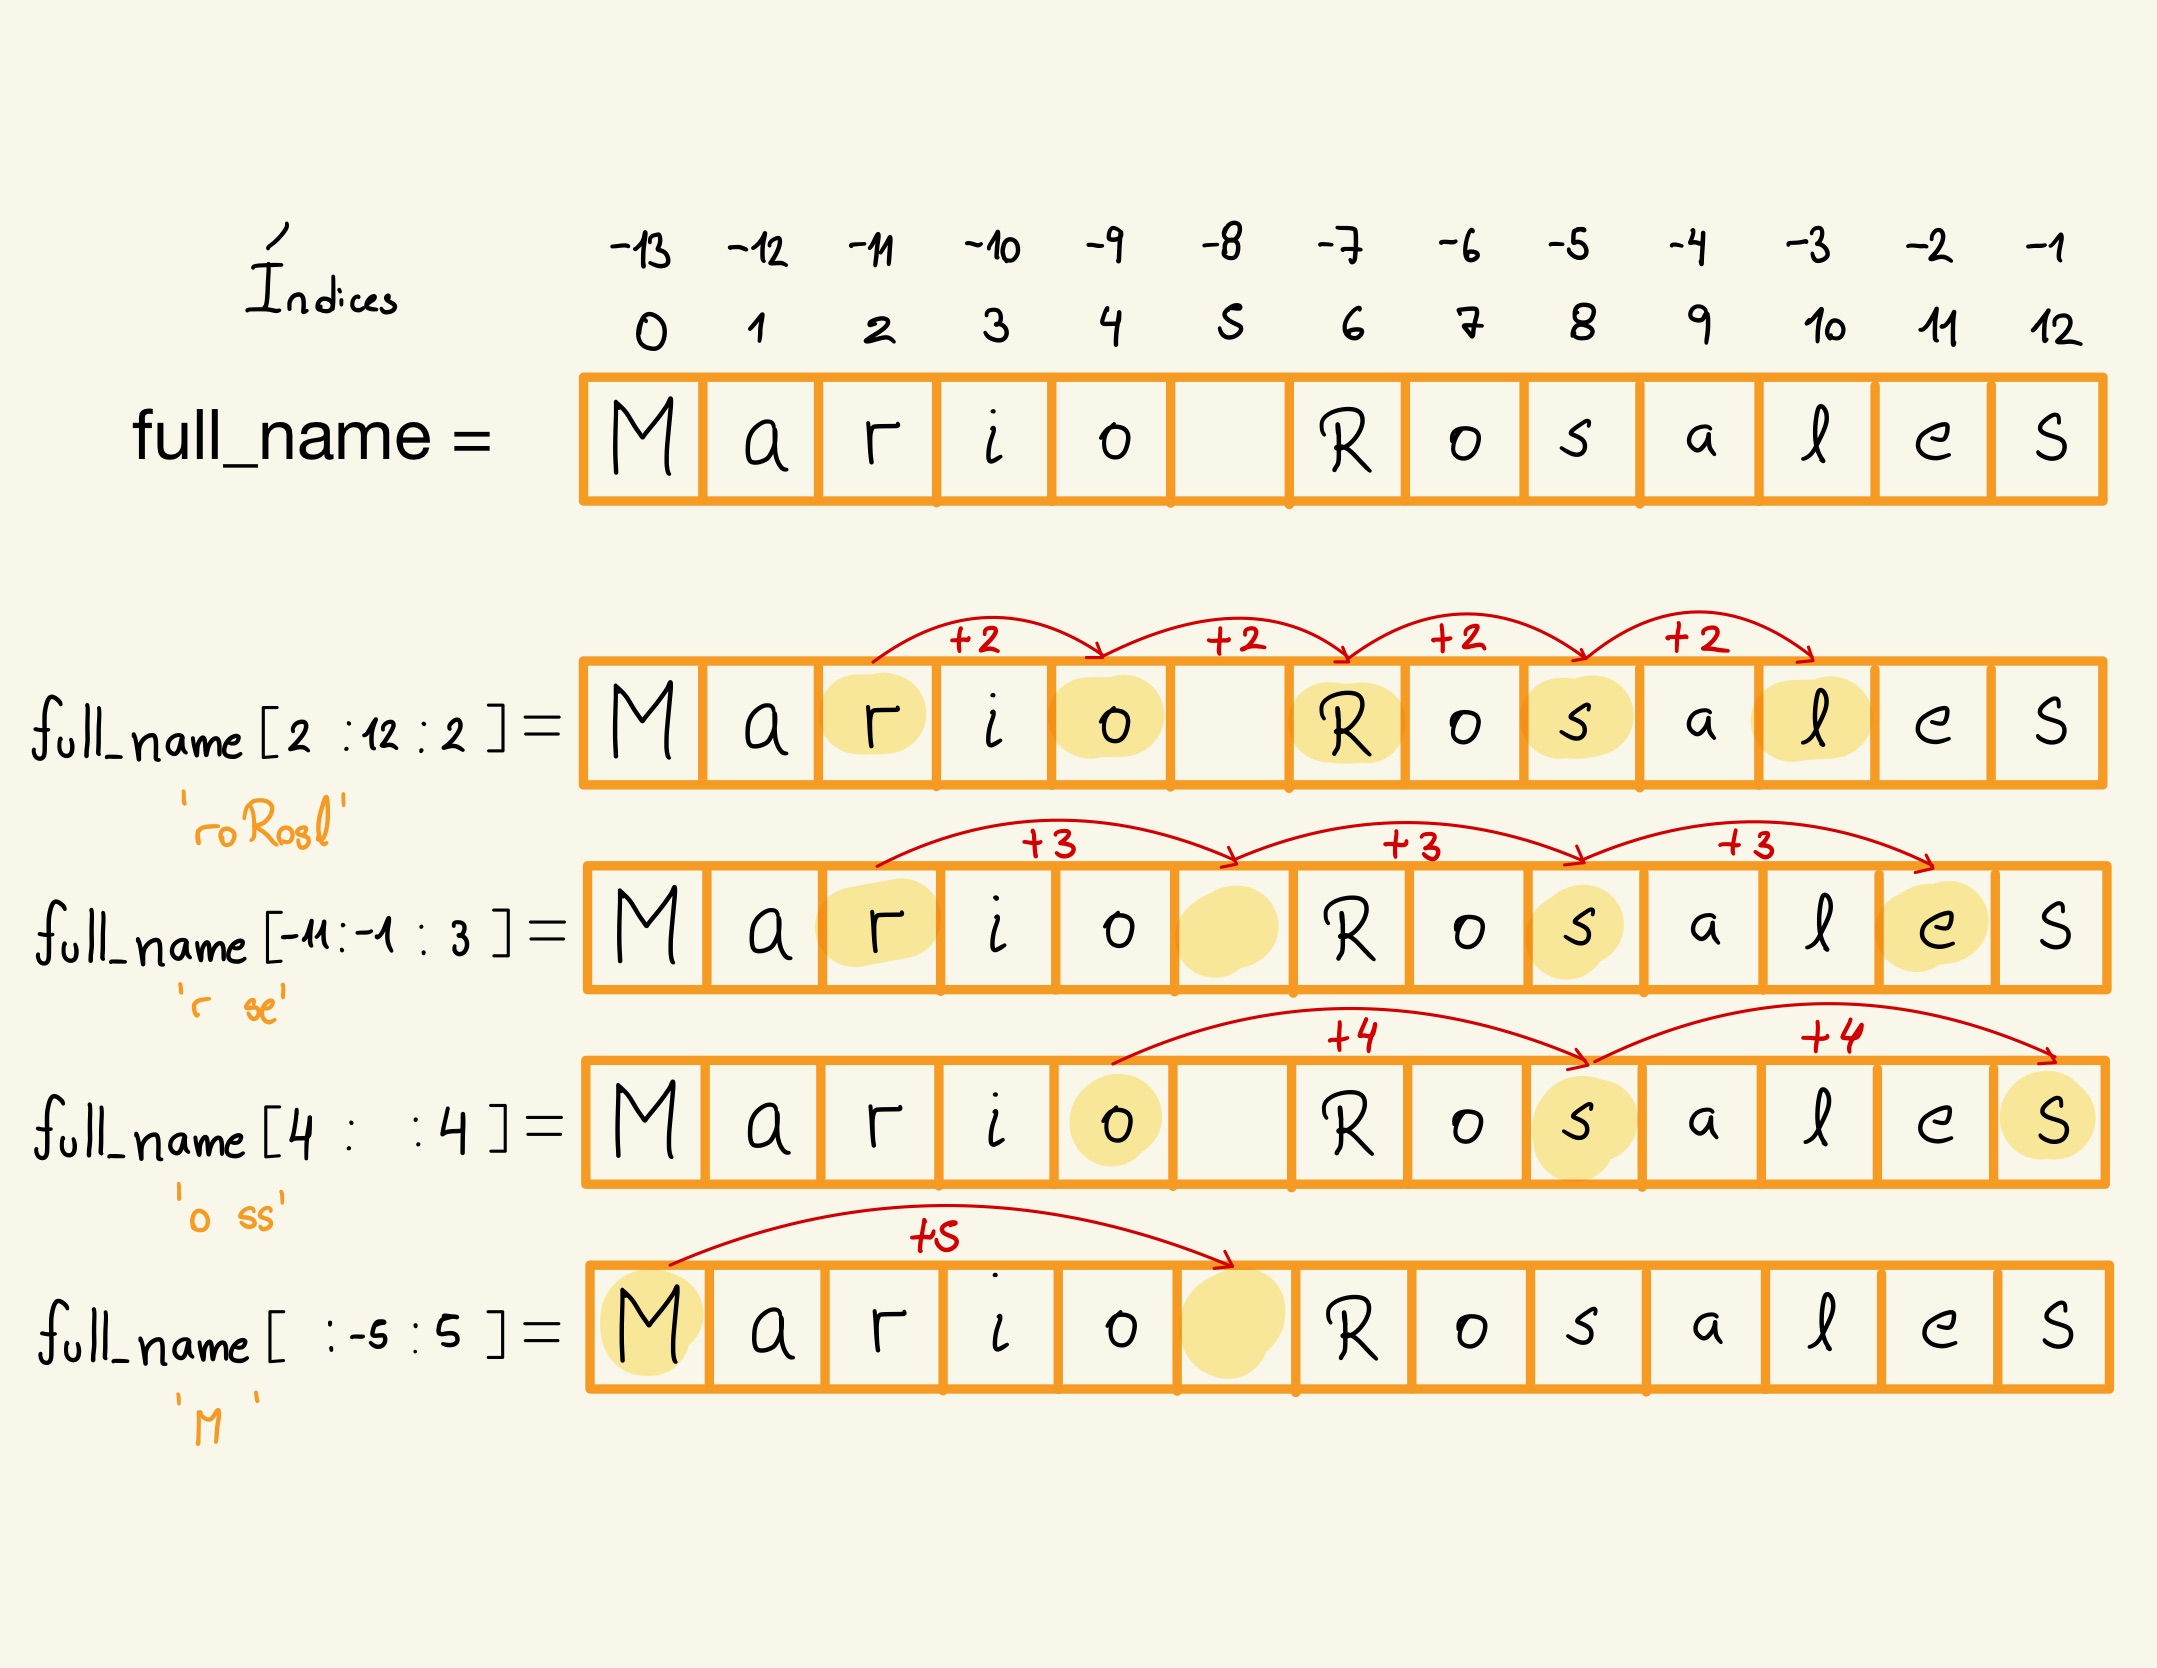 -13 -12 -11 -10 -9 -8 -7 -6 -5 -4 -3 -2 -1
Índices
0 1 2 3 4 5 6 7 8 9 10 11 12
full_name = M a r i o R o s a l e s
+2 +2 +2 +2
full_name [2 :12 : 2 ] = M a r i o R o s a l e s
'roRosl'
+3 +3 +3
full_name [-11:-1 : 3 ] = M a r i o R o s a l e s
'r se'
+4 +4
full_name [4 : : 4 ] = M a r i o R o s a l e s
'o ss'
+5
full_name [ :-5 : 5 ] = M a r i o R o s a l e s
'M '